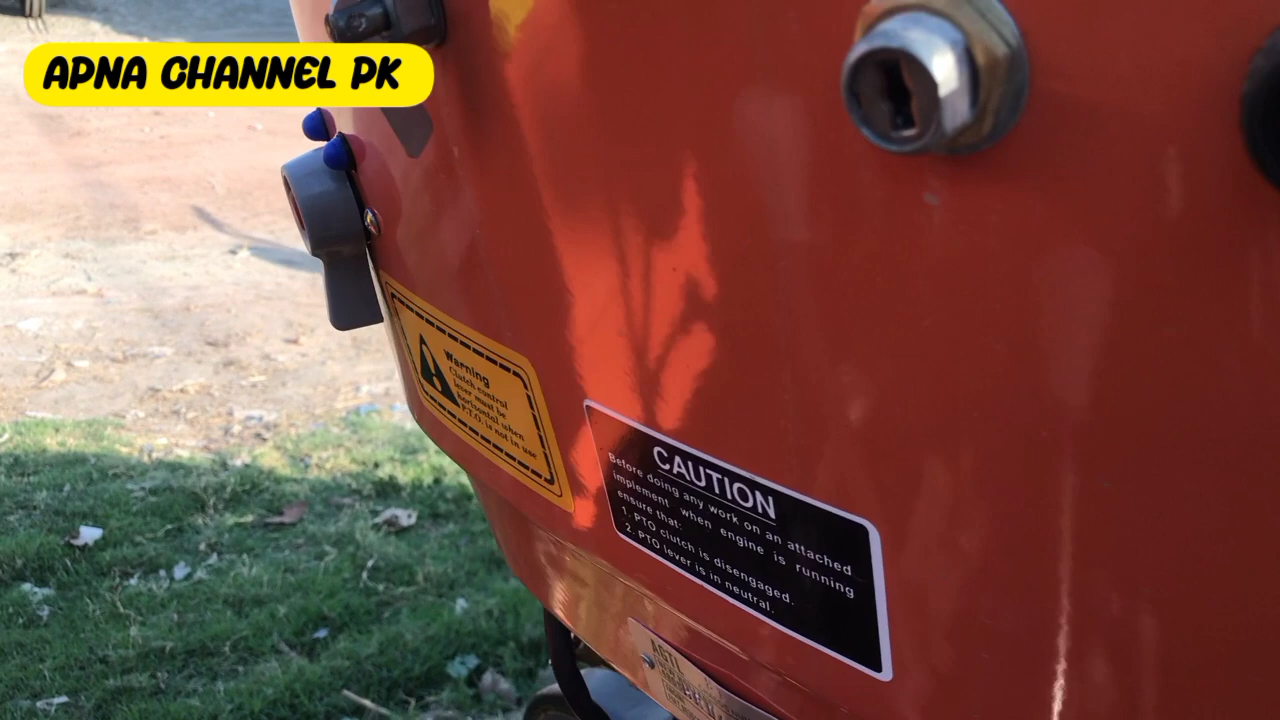 APNA CHANNEL PK
Warning
Clutch control
lever must be
horizontal when
P.T.O. is not in use
CAUTION
Before doing any work on an attached
implement when engine is running
ensure that:
1. PTO clutch is disengaged.
2. PTO lever is in neutral.
AGTL